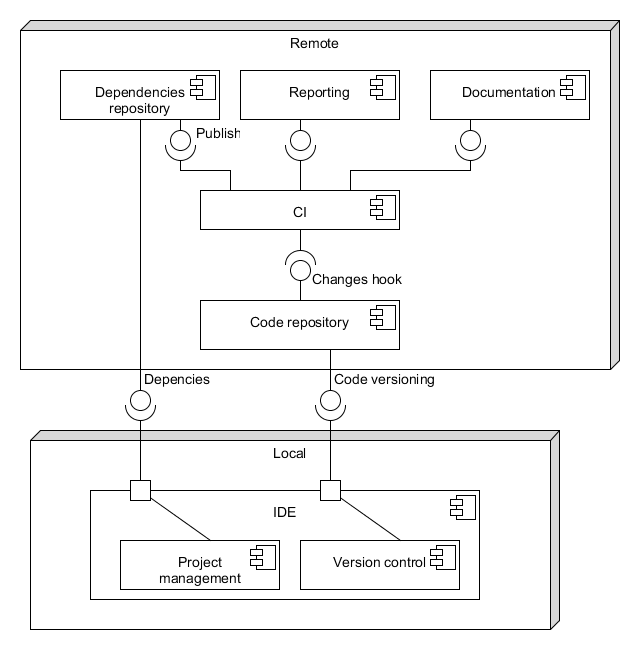 Remote
Dependencies
repository
Reporting
Documentation
Publish
CI
Changes hook
Code repository
Depencies
Code versioning
Local
IDE
Project
management
Version control